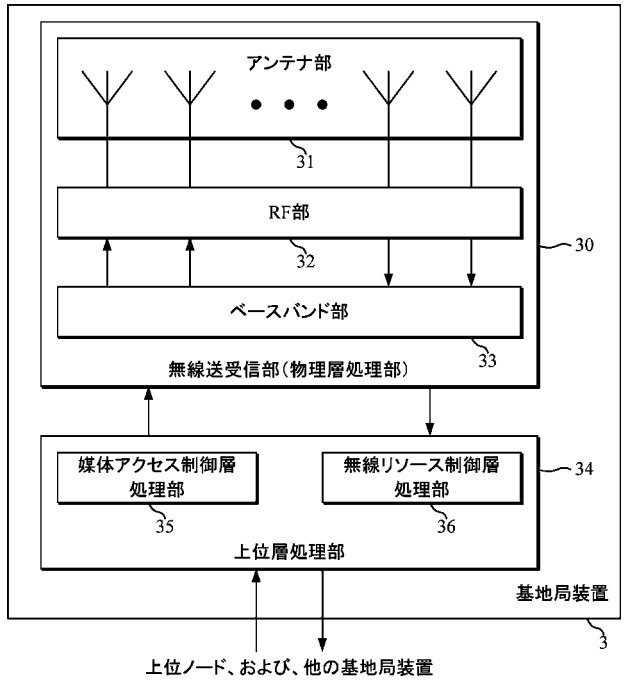 アンテナ部
31
RF部
32
30
ベースバンド部
33
無線送受信部(物理層処理部)
媒体アクセス制御層
処理部
35
無線リソース制御層
処理部
36
34
上位層処理部
基地局装置
3
上位ノード、および、他の基地局装置